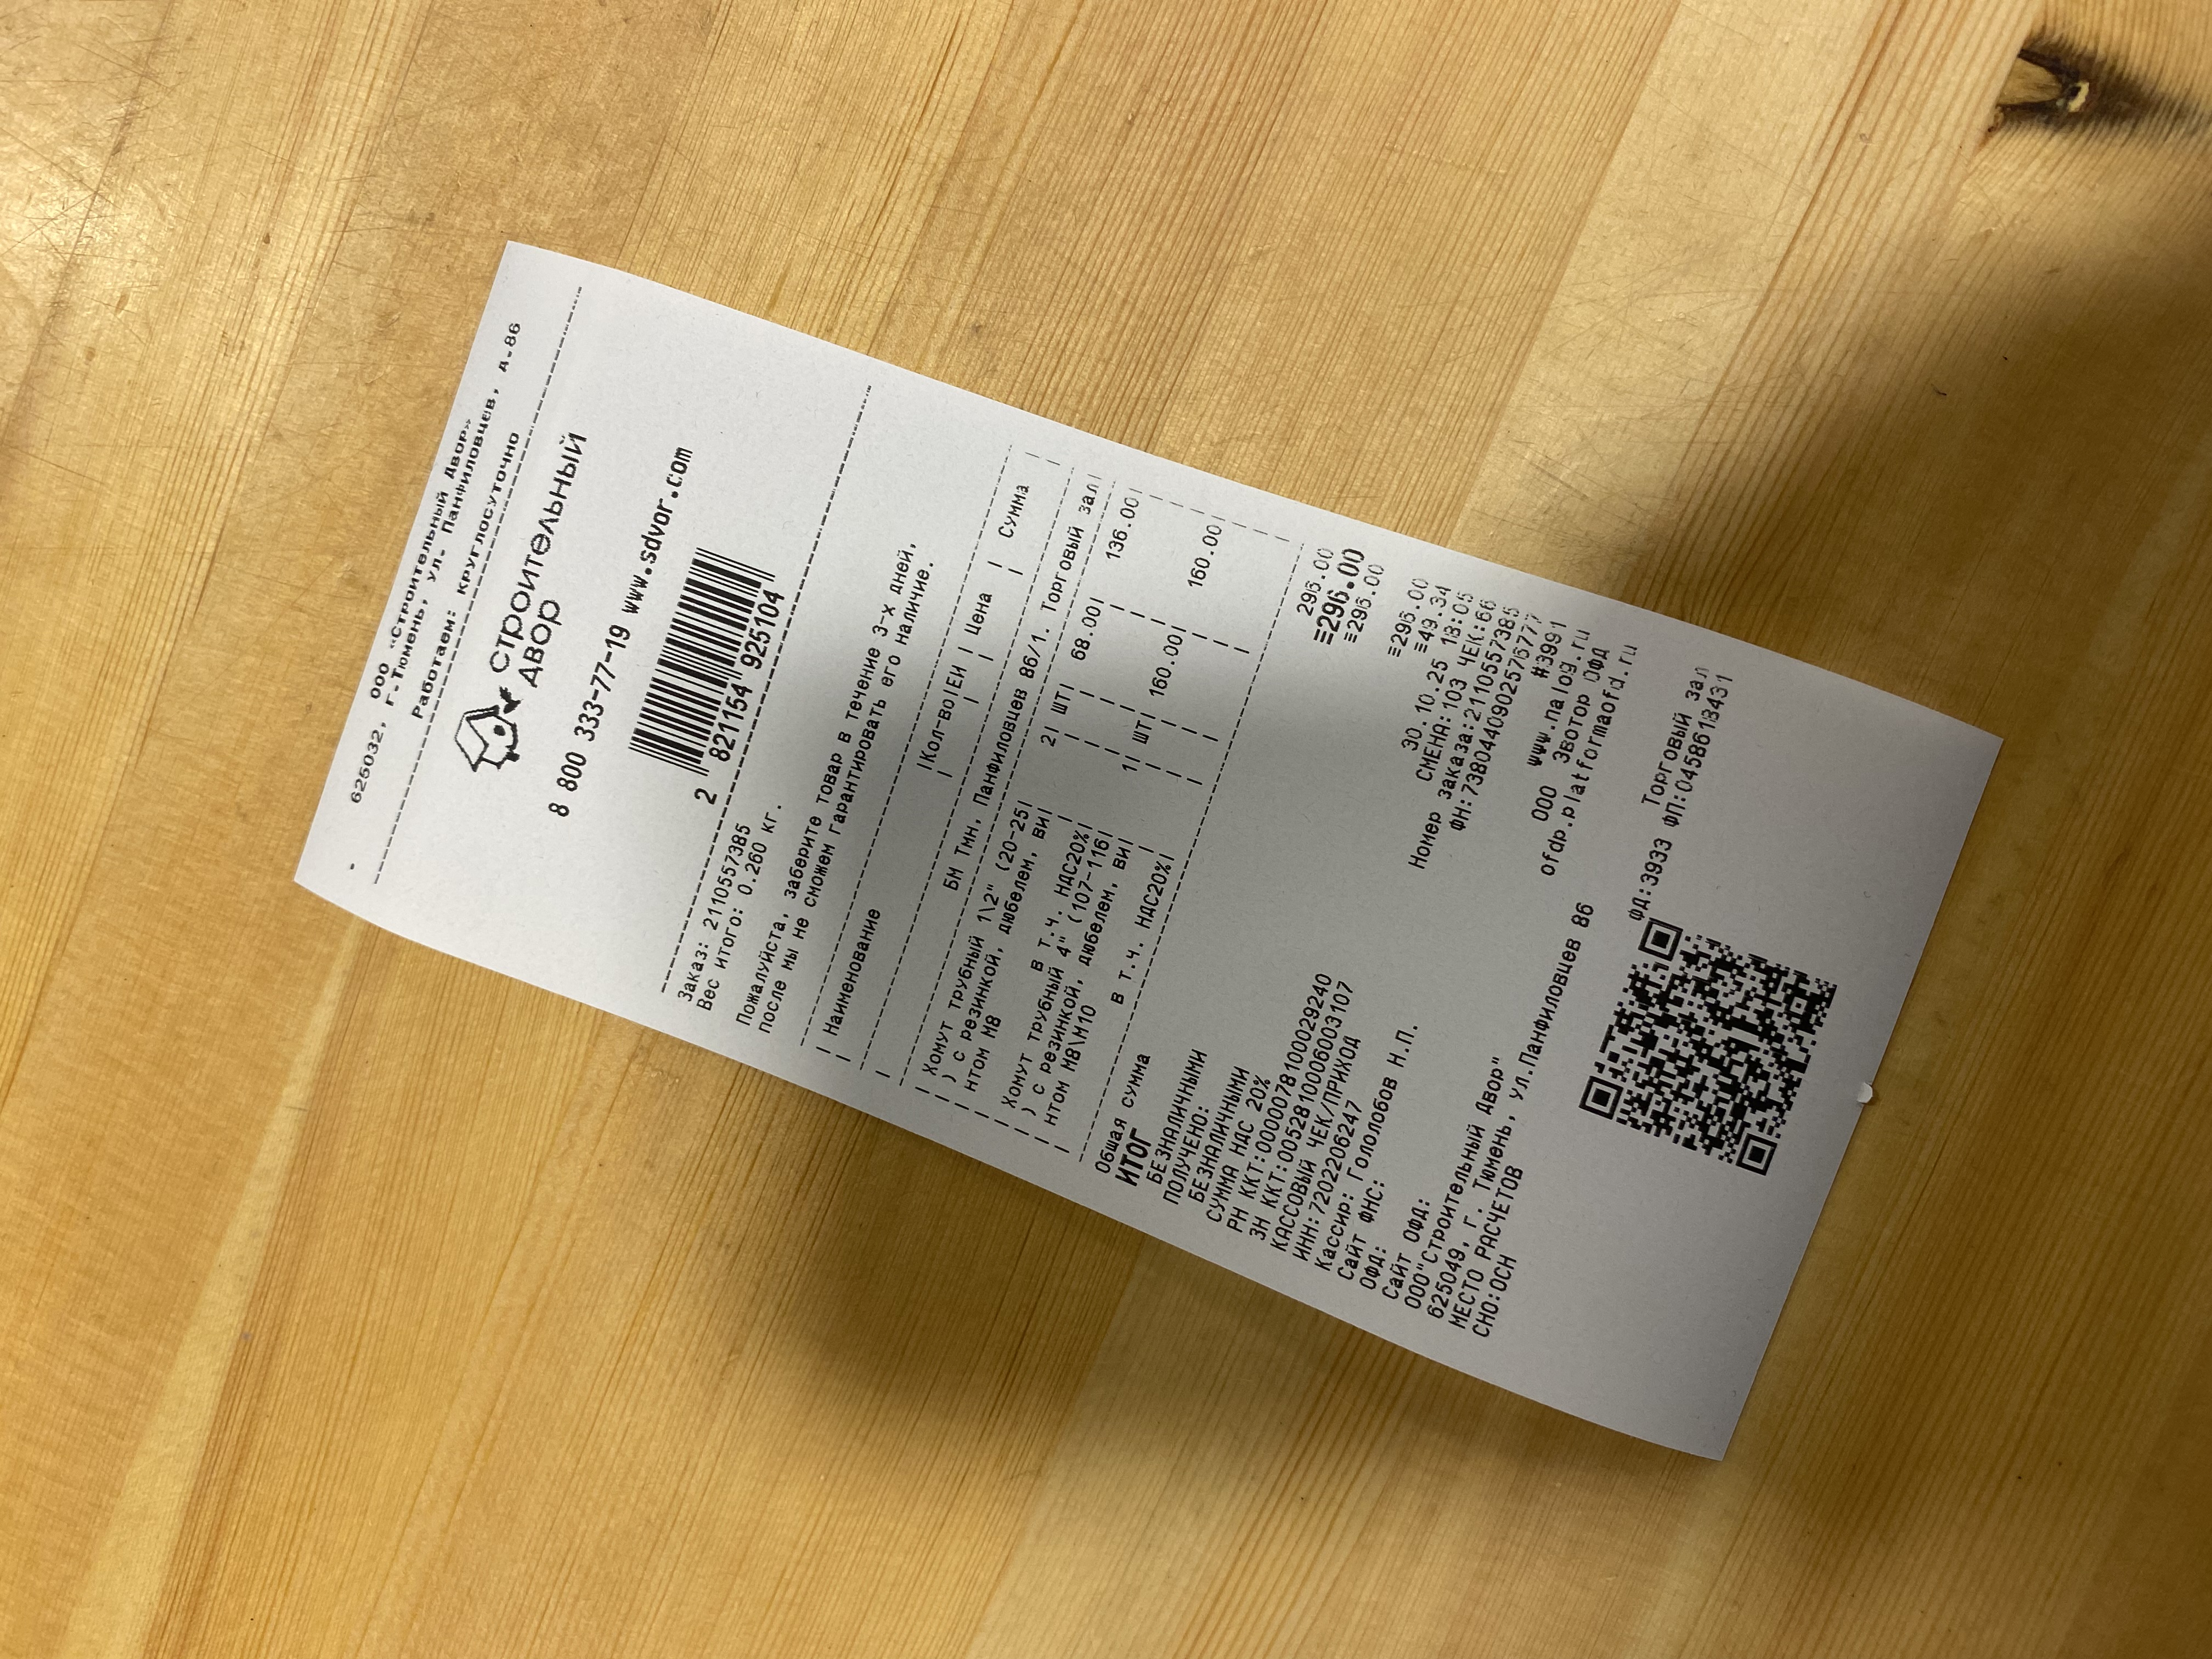 625032, ООО «Строительный Двор»
г.Тюмень, ул. Панфиловцев, д.86
Работаем: круглосуточно
СТРОИТЕЛЬНЫЙ
ДВОР
8 800 333-77-19 www.sdvor.com
2 821154 925104
Заказ: 2110557385
Вес итого: 0.260 кг.
Пожалуйста, заберите товар в течение 3-х дней,
после мы не сможем гарантировать его наличие.
| Наименование |Кол-во|ЕИ | Цена | Сумма |
| БН Тмн, Панфиловцев 86/1. Торговый зал|
| Хомут трубный 1\2" (20-25| 2| ШТ| 68.00| 136.00|
| ) с резинкой, дюбелем, ви|
| нтом М8 в т.ч. НДС20%|
| Хомут трубный 4" (107-116| 1| ШТ| 160.00| 160.00|
| ) с резинкой, дюбелем, ви|
| нтом М8\М10 в т.ч. НДС20%|
Общая сумма 296.00
ИТОГ ≡296.00
БЕЗНАЛИЧНЫМИ ≡296.00
ПОЛУЧЕНО:
БЕЗНАЛИЧНЫМИ ≡296.00
СУММА НДС 20% ≡49.34
РН ККТ:0000078100029240 30.10.25 18:05
ЗН ККТ:0052810006003107 СМЕНА:103 ЧЕК:66
КАССОВЫЙ ЧЕК/ПРИХОД Номер заказа:2110557385
ИНН:7202206247 ФН:7380440902576777
Кассир: Гололобов Н.П. #3991
Сайт ФНС: www.nalog.ru
ОФД: ООО Эвотор ОФД
Сайт ОФД: ofdp.platformaofd.ru
ООО"Строительный Двор"
625049, г. Тюмень, ул.Панфиловцев 86
МЕСТО РАСЧЕТОВ Торговый зал
СНО:ОСН ФД:3933 ФП:0458618431